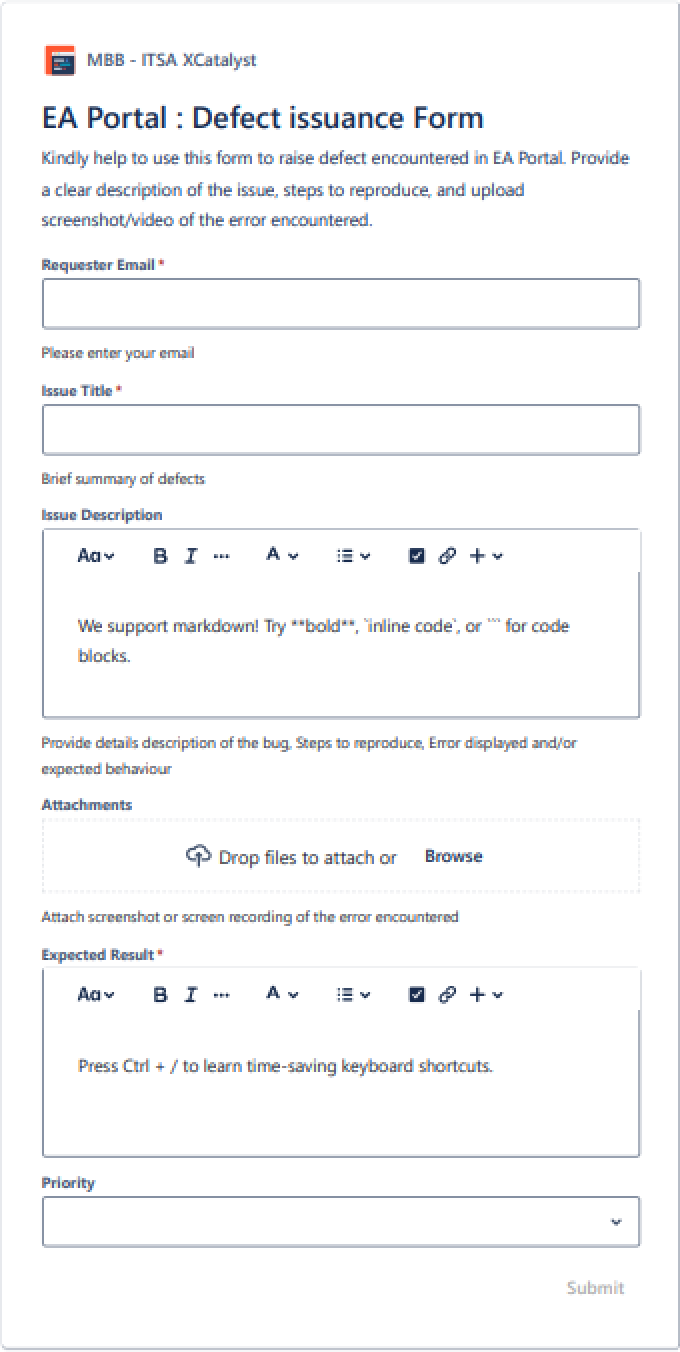 MBB - ITSA XCatalyst
EA Portal : Defect issuance Form
Kindly help to use this form to raise defect encountered in EA Portal. Provide
a clear description of the issue, steps to reproduce, and upload
screenshot/video of the error encountered.
Requester Email *
Please enter your email
Issue Title *
Brief summary of defects
Issue Description
Aa B I ... A
We support markdown! Try **bold**, `inline code`, or ``` for code
blocks.
Provide details description of the bug, Steps to reproduce, Error displayed and/or
expected behaviour
Attachments
Drop files to attach or Browse
Attach screenshot or screen recording of the error encountered
Expected Result *
Aa B I ... A
Press Ctrl + / to learn time-saving keyboard shortcuts.
Priority
Submit